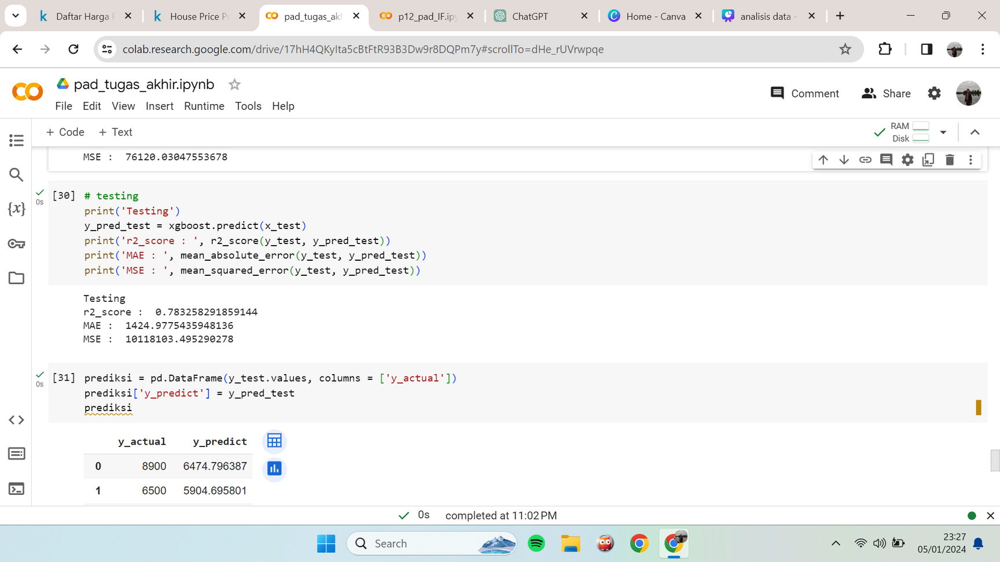 Daftar Harga
House Price Pr
pad_tugas_ak
p12_pad_IF.ip
ChatGPT
Home - Canva
analisis data -
colab.research.google.com/drive/17hH4QKyIta5cBtFtR93B3Dw9r8DQPm7y#scrollTo=dHe_rUVrwpqe
pad_tugas_akhir.ipynb
Comment
Share
File Edit View Insert Runtime Tools Help
+ Code + Text
RAM
Disk
MSE : 76120.03047553678
[30] # testing
0s
print('Testing')
y_pred_test = xgboost.predict(x_test)
print('r2_score : ', r2_score(y_test, y_pred_test))
print('MAE : ', mean_absolute_error(y_test, y_pred_test))
print('MSE : ', mean_squared_error(y_test, y_pred_test))
Testing
r2_score : 0.783258291859144
MAE : 1424.9775435948136
MSE : 10118103.495290278
[31] prediksi = pd.DataFrame(y_test.values, columns = ['y_actual'])
0s
prediksi['y_predict'] = y_pred_test
prediksi
y_actual y_predict
0 8900 6474.796387
1 6500 5904.695801
0s completed at 11:02 PM
Search
23:27
05/01/2024